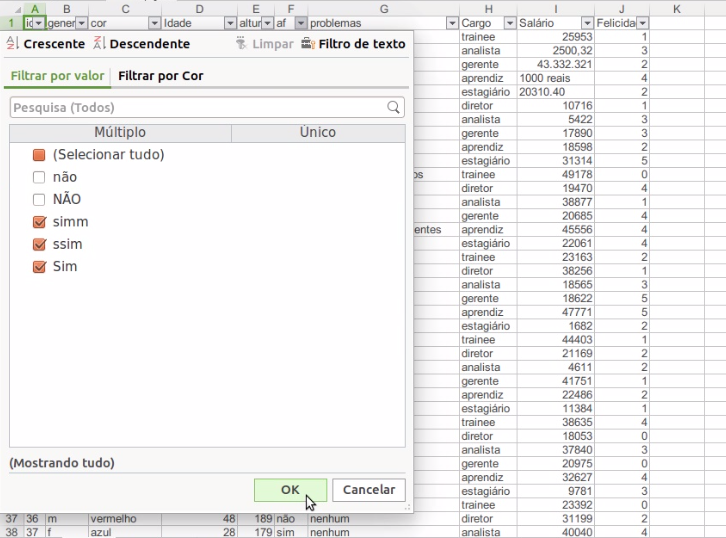 A B C D E F G H I J K
1 id gener cor Idade altur af problemas Cargo Salário Felicidad
Crescente Descendente Limpar Filtro de texto
Filtrar por valor Filtrar por Cor
Pesquisa (Todos)
Múltiplo Único
(Selecionar tudo)
não
NÃO
simm
ssim
Sim
(Mostrando tudo)
OK Cancelar
trainee 25953 1
analista 2500,32 3
gerente 43.332.321 2
aprendiz 1000 reais 4
estagiário 20310.40 2
diretor 10716 1
analista 5422 3
gerente 17890 3
aprendiz 18598 2
estagiário 31314 5
os trainee 49178 0
diretor 19470 4
analista 38877 1
gerente 20685 4
entes aprendiz 45556 4
estagiário 22061 4
trainee 23163 2
diretor 38256 1
analista 18565 3
gerente 18622 5
aprendiz 47771 5
estagiário 1682 2
trainee 44403 1
diretor 21169 2
analista 4611 2
gerente 41751 1
aprendiz 22486 2
estagiário 11384 1
trainee 38635 4
diretor 18053 0
analista 37840 3
gerente 20975 0
aprendiz 32627 4
estagiário 9781 3
trainee 23392 0
37 36 m vermelho 48 189 não nenhum diretor 31199 2
38 37 f azul 28 179 sim nenhum analista 40040 4